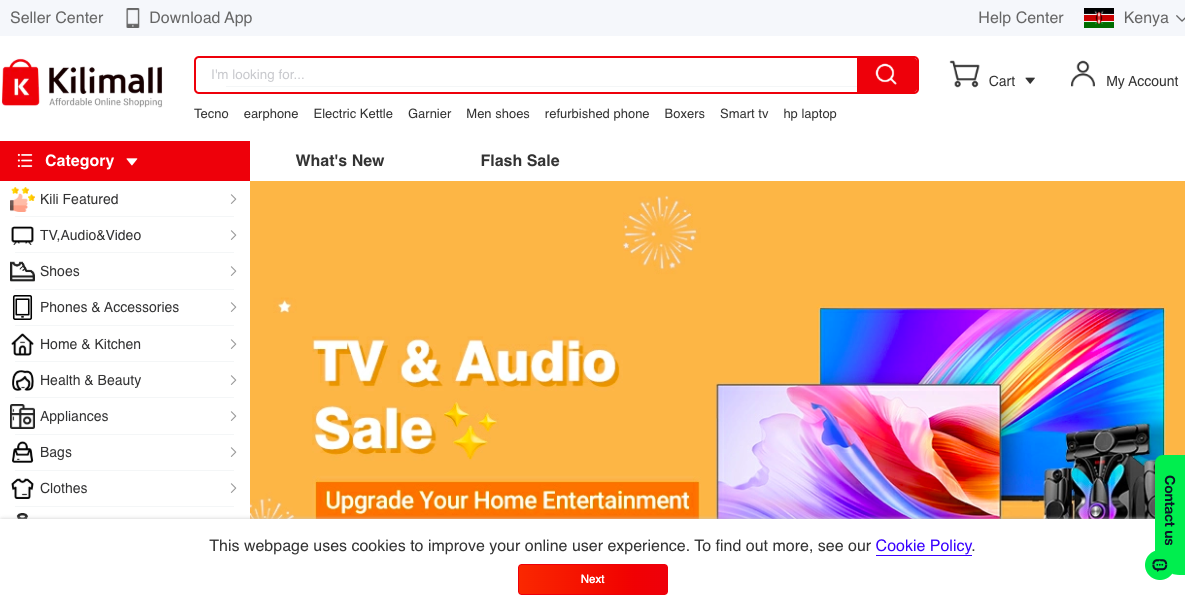 Seller Center
Download App
Help Center
Kenya
K
Kilimall
Affordable Online Shopping
I'm looking for...
Cart
My Account
Tecno earphone Electric Kettle Garnier Men shoes refurbished phone Boxers Smart tv hp laptop
Category
What's New
Flash Sale
Kili Featured
TV,Audio&Video
Shoes
Phones & Accessories
Home & Kitchen
Health & Beauty
Appliances
Bags
Clothes
TV & Audio
Sale
Upgrade Your Home Entertainment
Contact us
This webpage uses cookies to improve your online user experience. To find out more, see our Cookie Policy.
Next